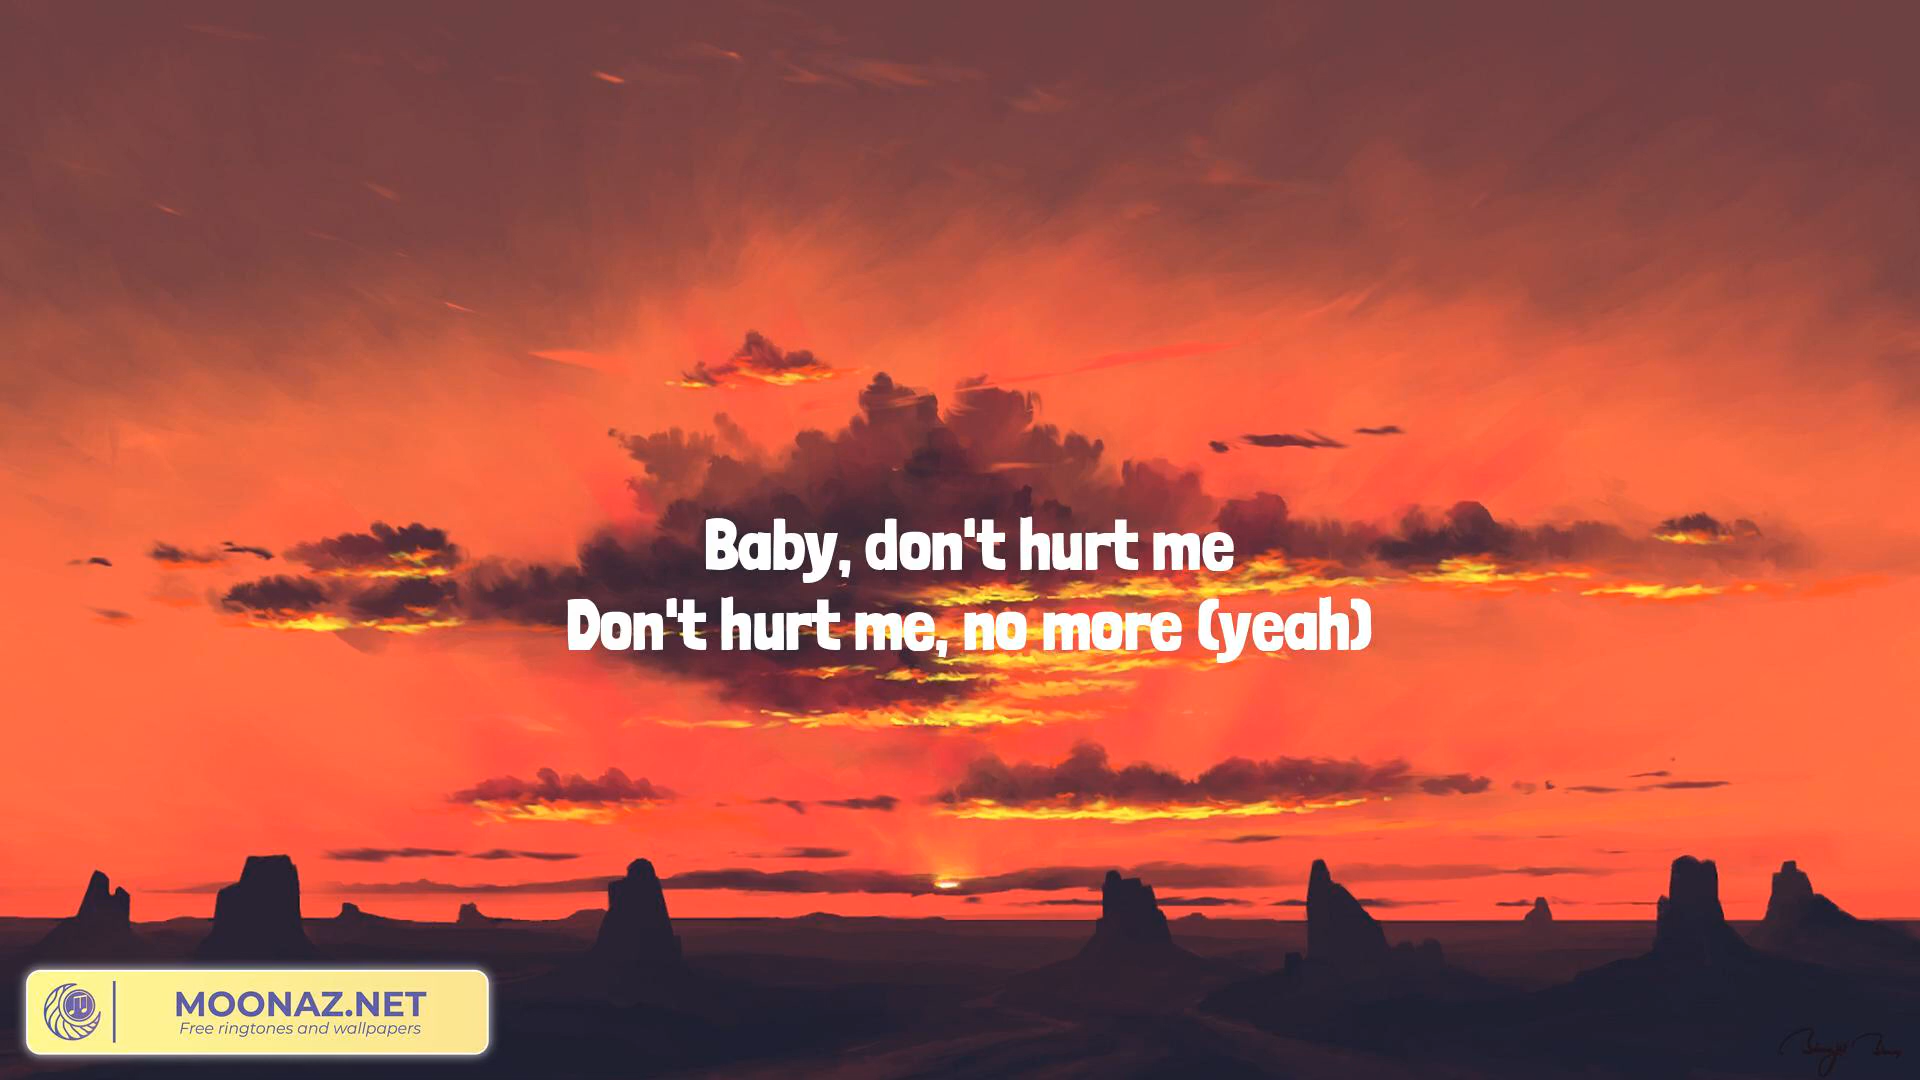 Baby, don't hurt me
Don't hurt me, no more (yeah)
MOONAZ.NET
Free ringtones and wallpapers